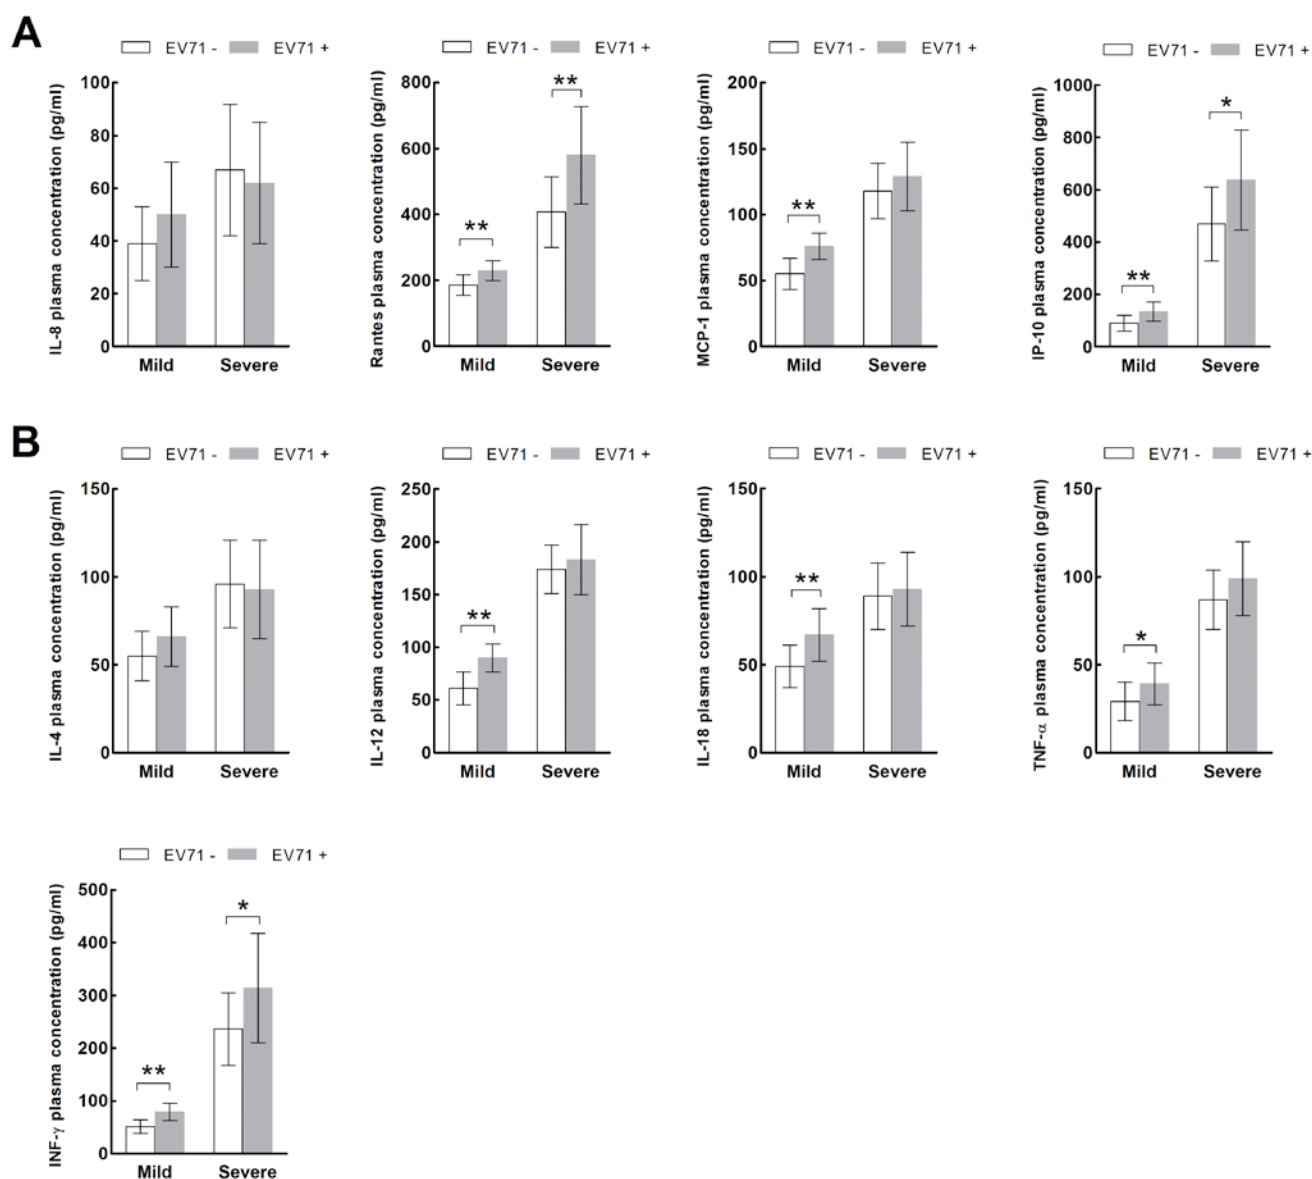 A
EV71 - EV71 +
IL-8 plasma concentration (pg/ml)
100
80
60
40
20
0
Mild Severe
EV71 - EV71 +
Rantes plasma concentration (pg/ml)
800
600
400
200
0
**
**
Mild Severe
EV71 - EV71 +
MCP-1 plasma concentration (pg/ml)
200
150
100
50
0
**
Mild Severe
EV71 - EV71 +
IP-10 plasma concentration (pg/ml)
1000
800
600
400
200
0
**
*
Mild Severe
B
EV71 - EV71 +
IL-4 plasma concentration (pg/ml)
150
100
50
0
Mild Severe
EV71 - EV71 +
IL-12 plasma concentration (pg/ml)
250
200
150
100
50
0
**
Mild Severe
EV71 - EV71 +
IL-18 plasma concentration (pg/ml)
150
100
50
0
**
Mild Severe
EV71 - EV71 +
TNF-α plasma concentration (pg/ml)
150
100
50
0
*
Mild Severe
EV71 - EV71 +
INF-γ plasma concentration (pg/ml)
500
400
300
200
100
0
**
*
Mild Severe